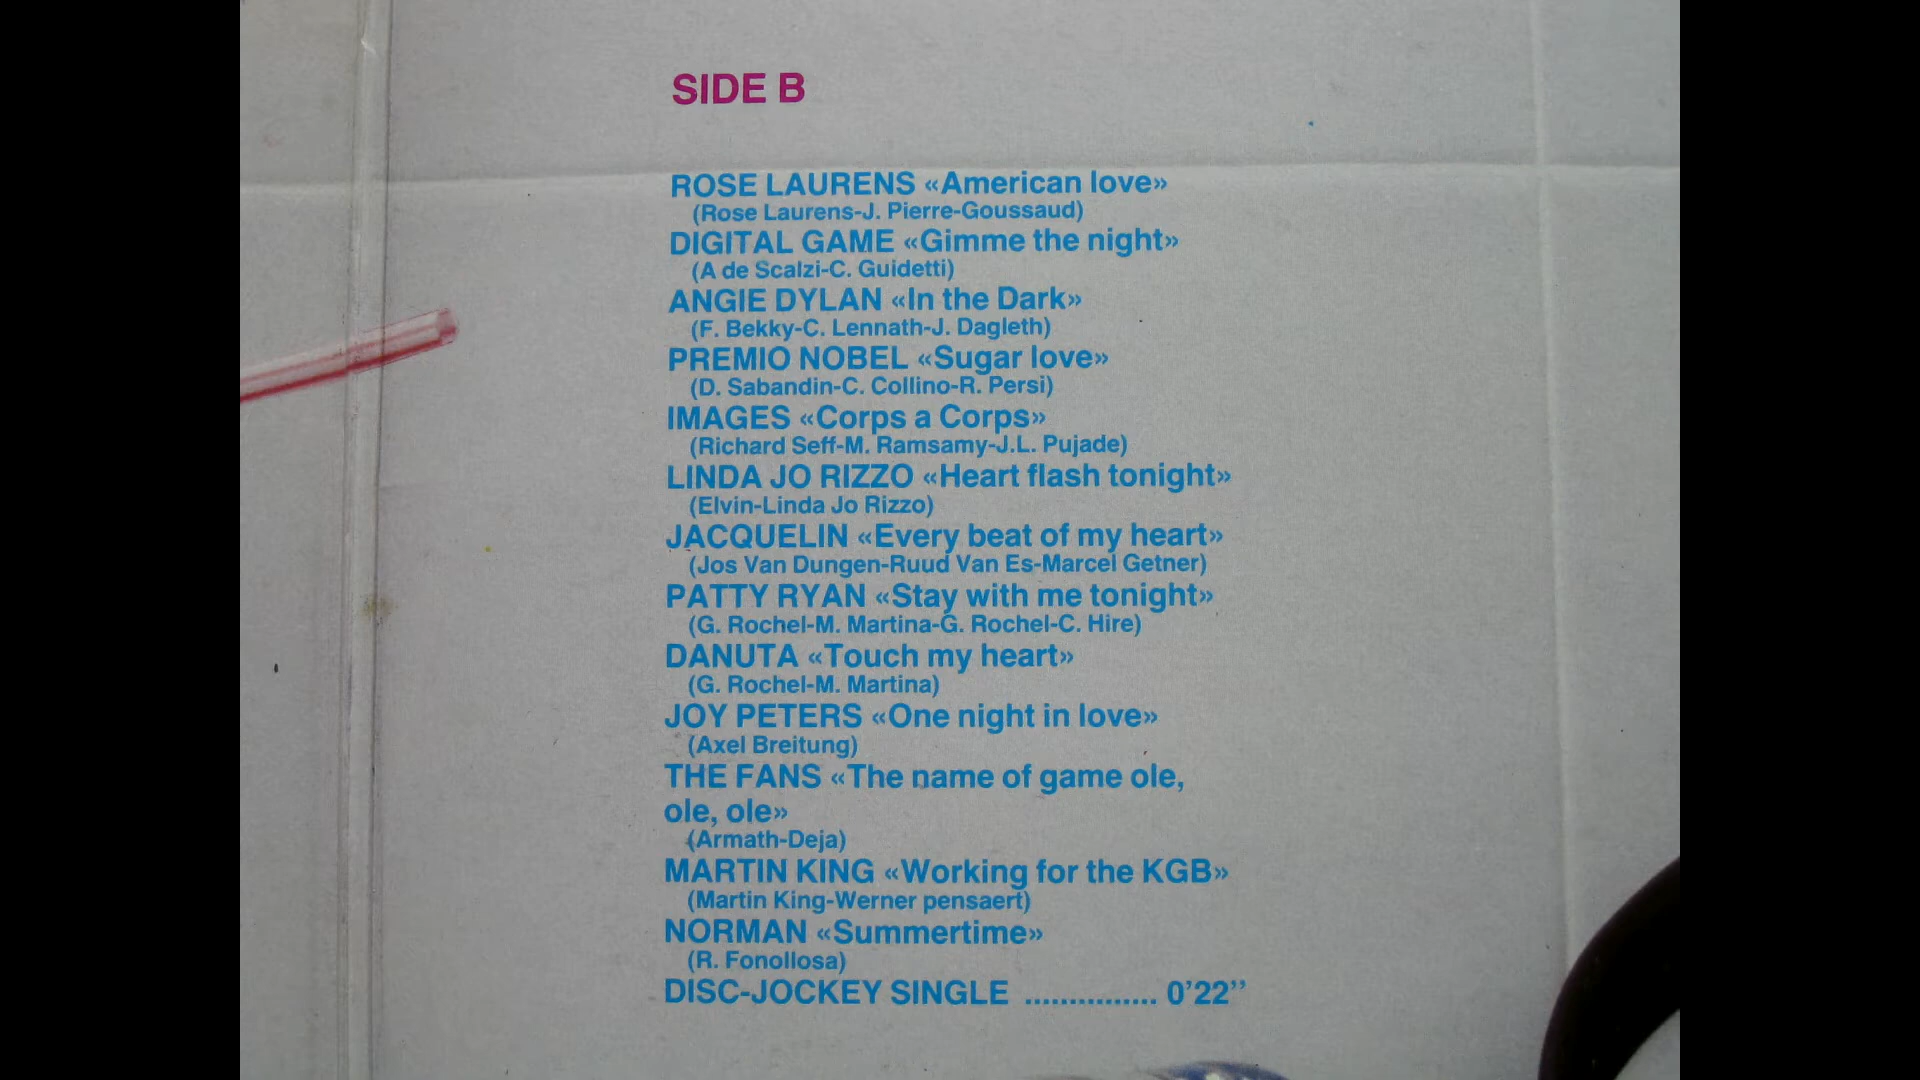 SIDE B
ROSE LAURENS «American love»
(Rose Laurens-J. Pierre-Goussaud)
DIGITAL GAME «Gimme the night»
(A de Scalzi-C. Guidetti)
ANGIE DYLAN «In the Dark»
(F. Bekky-C. Lennath-J. Dagleth)
PREMIO NOBEL «Sugar love»
(D. Sabandin-C. Collino-R. Persi)
IMAGES «Corps a Corps»
(Richard Seff-M. Ramsamy-J.L. Pujade)
LINDA JO RIZZO «Heart flash tonight»
(Elvin-Linda Jo Rizzo)
JACQUELIN «Every beat of my heart»
(Jos Van Dungen-Ruud Van Es-Marcel Getner)
PATTY RYAN «Stay with me tonight»
(G. Rochel-M. Martina-G. Rochel-C. Hire)
DANUTA «Touch my heart»
(G. Rochel-M. Martina)
JOY PETERS «One night in love»
(Axel Breitung)
THE FANS «The name of game ole,
ole, ole»
(Armath-Deja)
MARTIN KING «Working for the KGB»
(Martin King-Werner pensaert)
NORMAN «Summertime»
(R. Fonollosa)
DISC-JOCKEY SINGLE ............... 0'22''